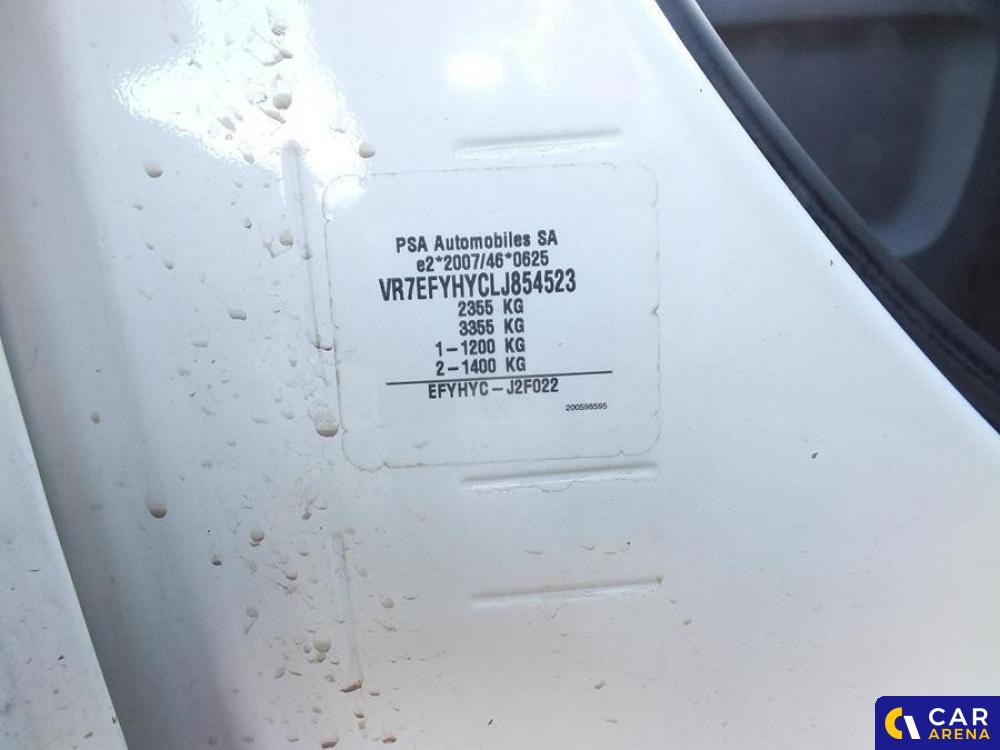 PSA Automobiles SA
e2*2007/46*0625
VR7EFYHYCLJ854523
2355 KG
3355 KG
1-1200 KG
2-1400 KG
EFYHYC-J2F022
200598595
CAR
ARENA